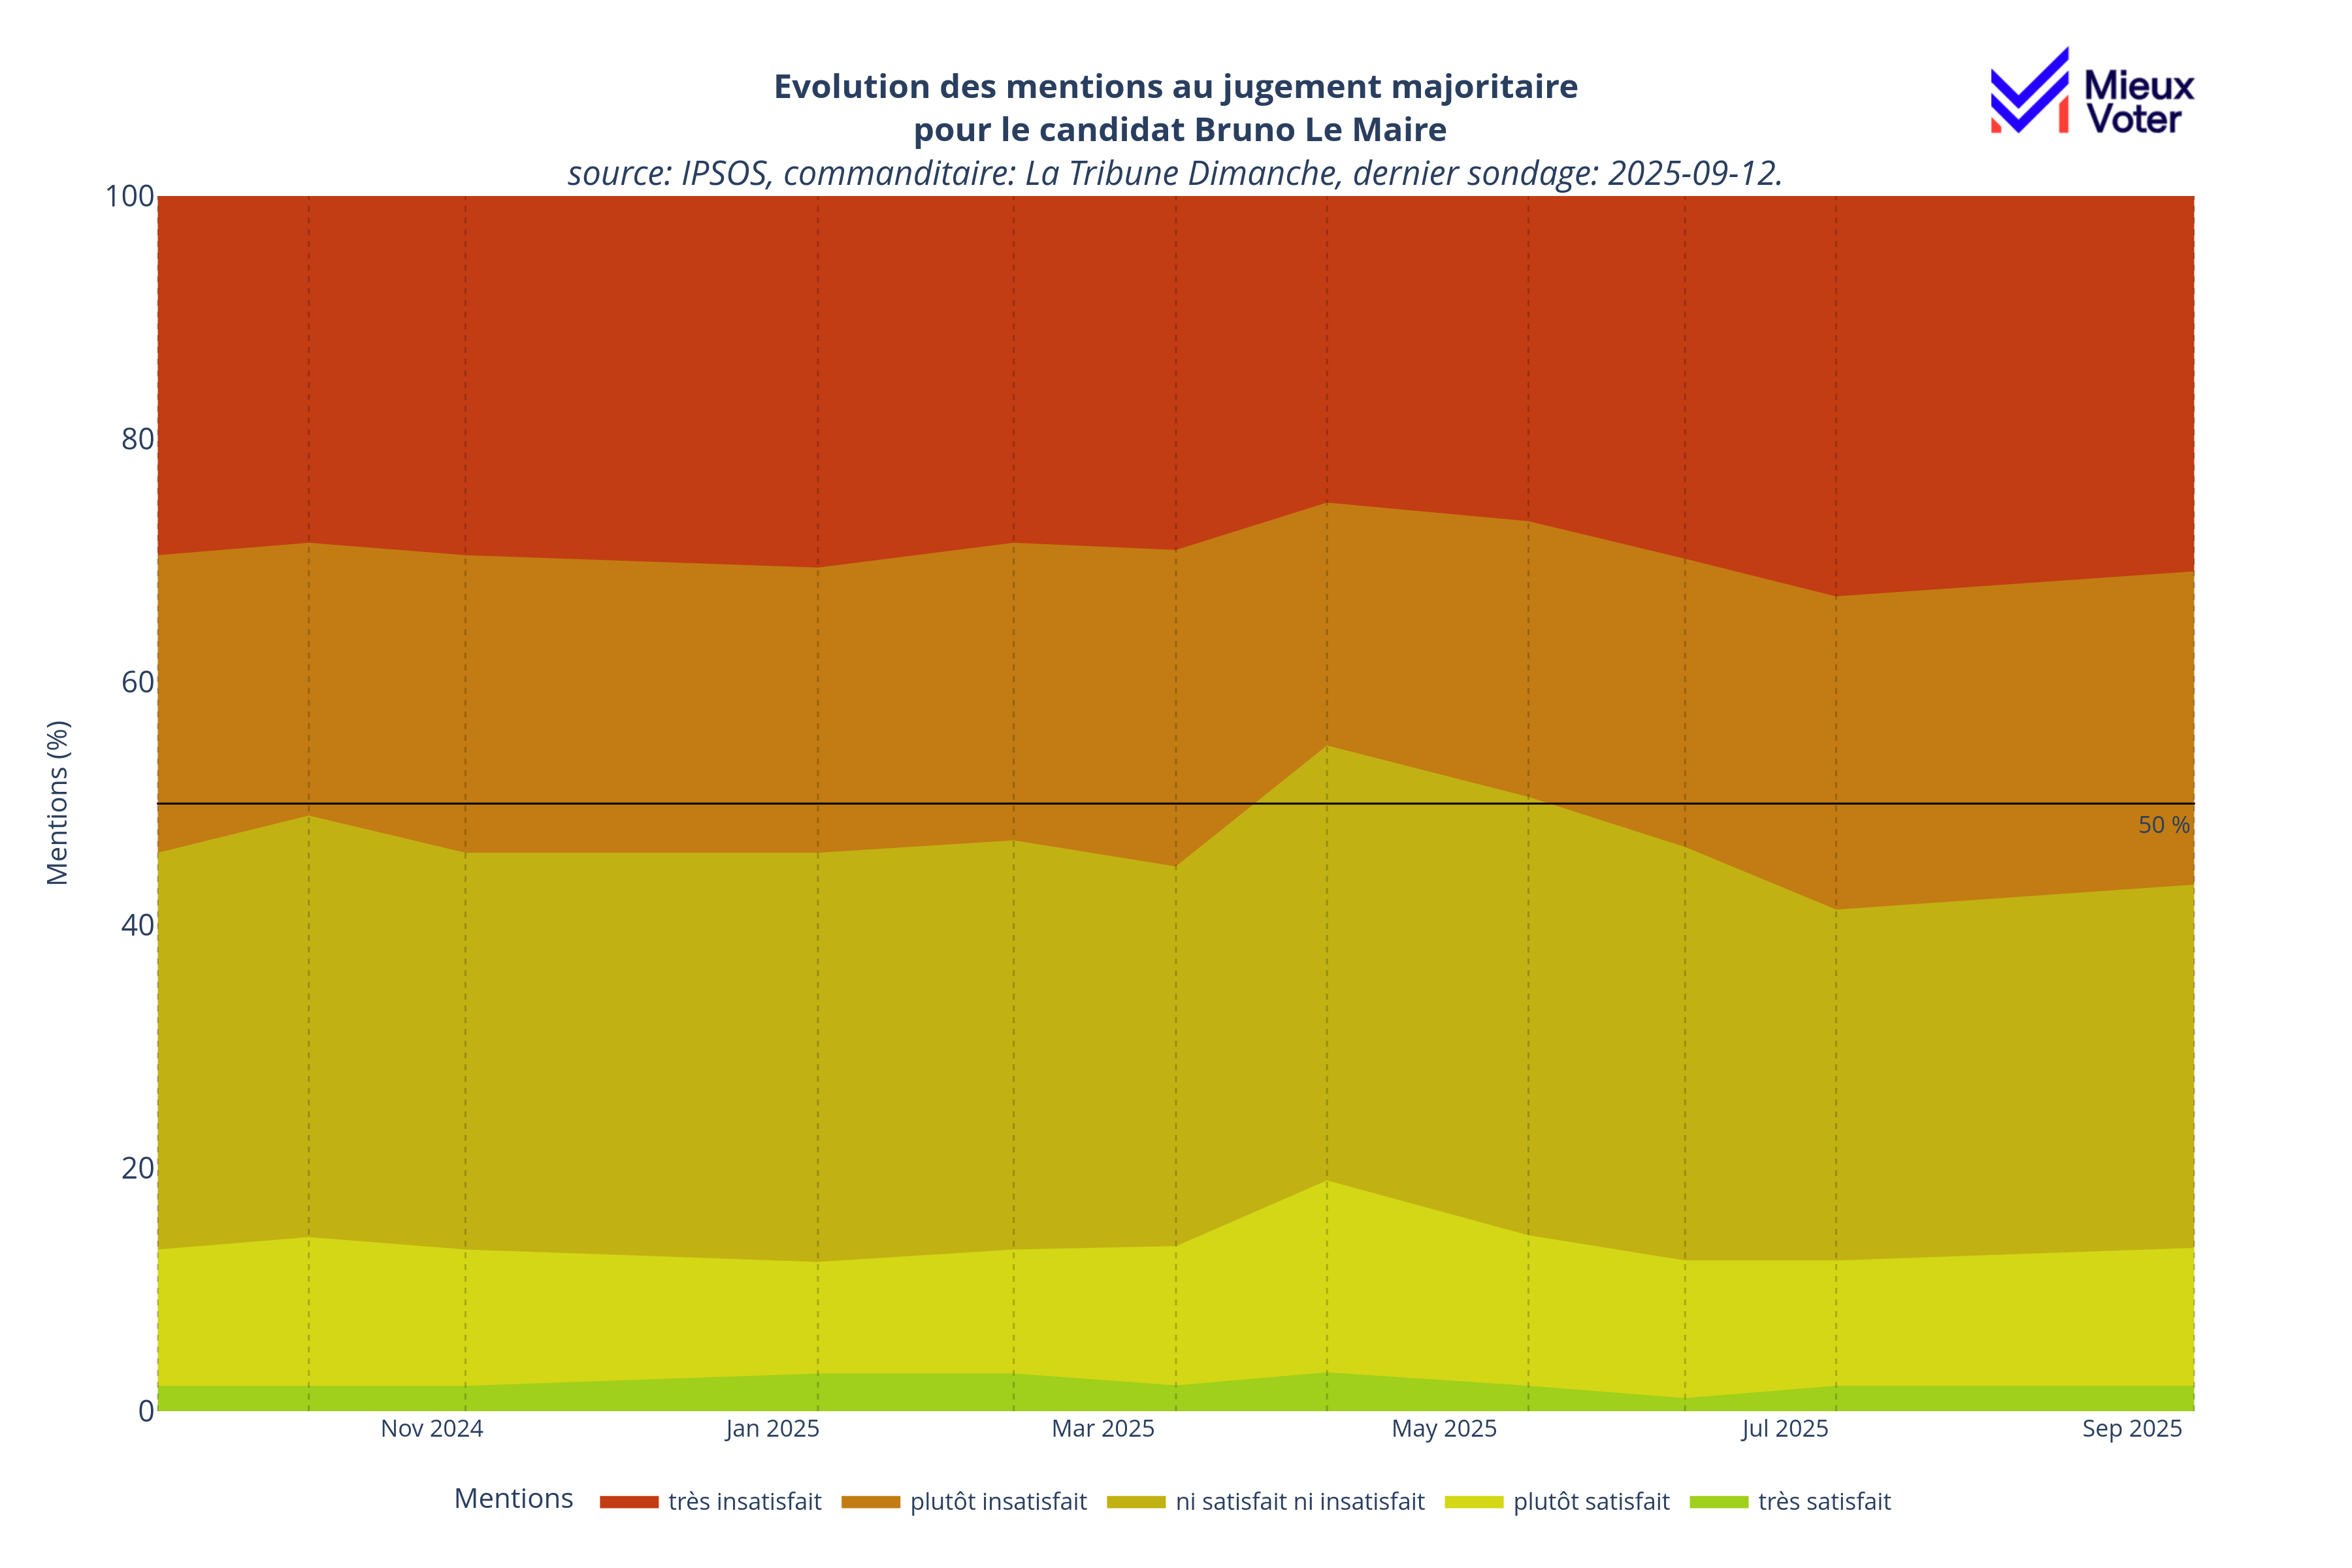 Evolution des mentions au jugement majoritaire
pour le candidat Bruno Le Maire
source: IPSOS, commanditaire: La Tribune Dimanche, dernier sondage: 2025-09-12.
Mieux
Voter
100
80
60
40
20
0
Mentions (%)
50 %
Nov 2024
Jan 2025
Mar 2025
May 2025
Jul 2025
Sep 2025
Mentions
très insatisfait
plutôt insatisfait
ni satisfait ni insatisfait
plutôt satisfait
très satisfait